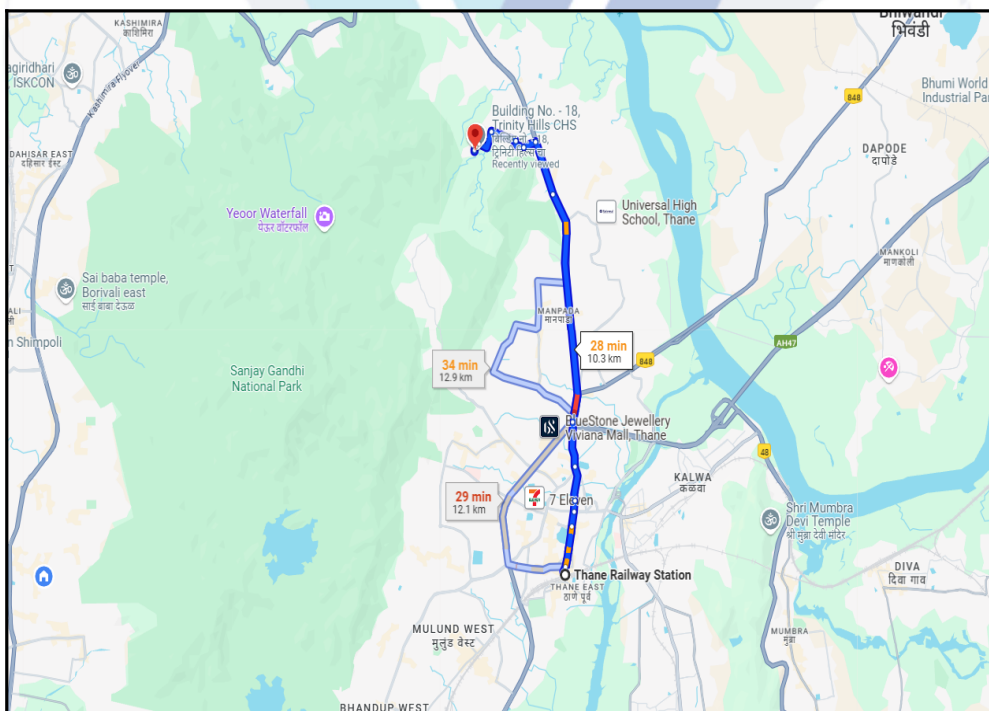 KASHIMIRA
काशिमिरा
Bhiwandi
भिवंडी
agiridhari
ISKCON
Kashimira Flyover
848
Bhumi World
Industrial Par
Building No. - 18,
Trinity Hills CHS
Recently viewed
DAHISAR EAST
दहिसर ईस्ट
DAPODE
दापोडे
Yeoor Waterfall
येऊर वॉटरफॉल
Universal High
School, Thane
MANKOLI
माणकोली
Sai baba temple,
Borivali east
साई बाबा देऊळ
MANPADA
मानपाडा
n Shimpoli
AH47
28 min
10.3 km
848
34 min
12.9 km
Sanjay Gandhi
National Park
BlueStone Jewellery
Viviana Mall, Thane
48
KALWA
कळवा
29 min
12.1 km
7 Eleven
Shri Mumbra
Devi Temple
श्री मुंब्रा देवी मंदिर
Thane Railway Station
THANE EAST
ठाणे पूर्व
DIVA
दिवा गाव
MULUND WEST
मुलुंड वेस्ट
MUMBRA
मुंब्रा
BHANDUP WEST